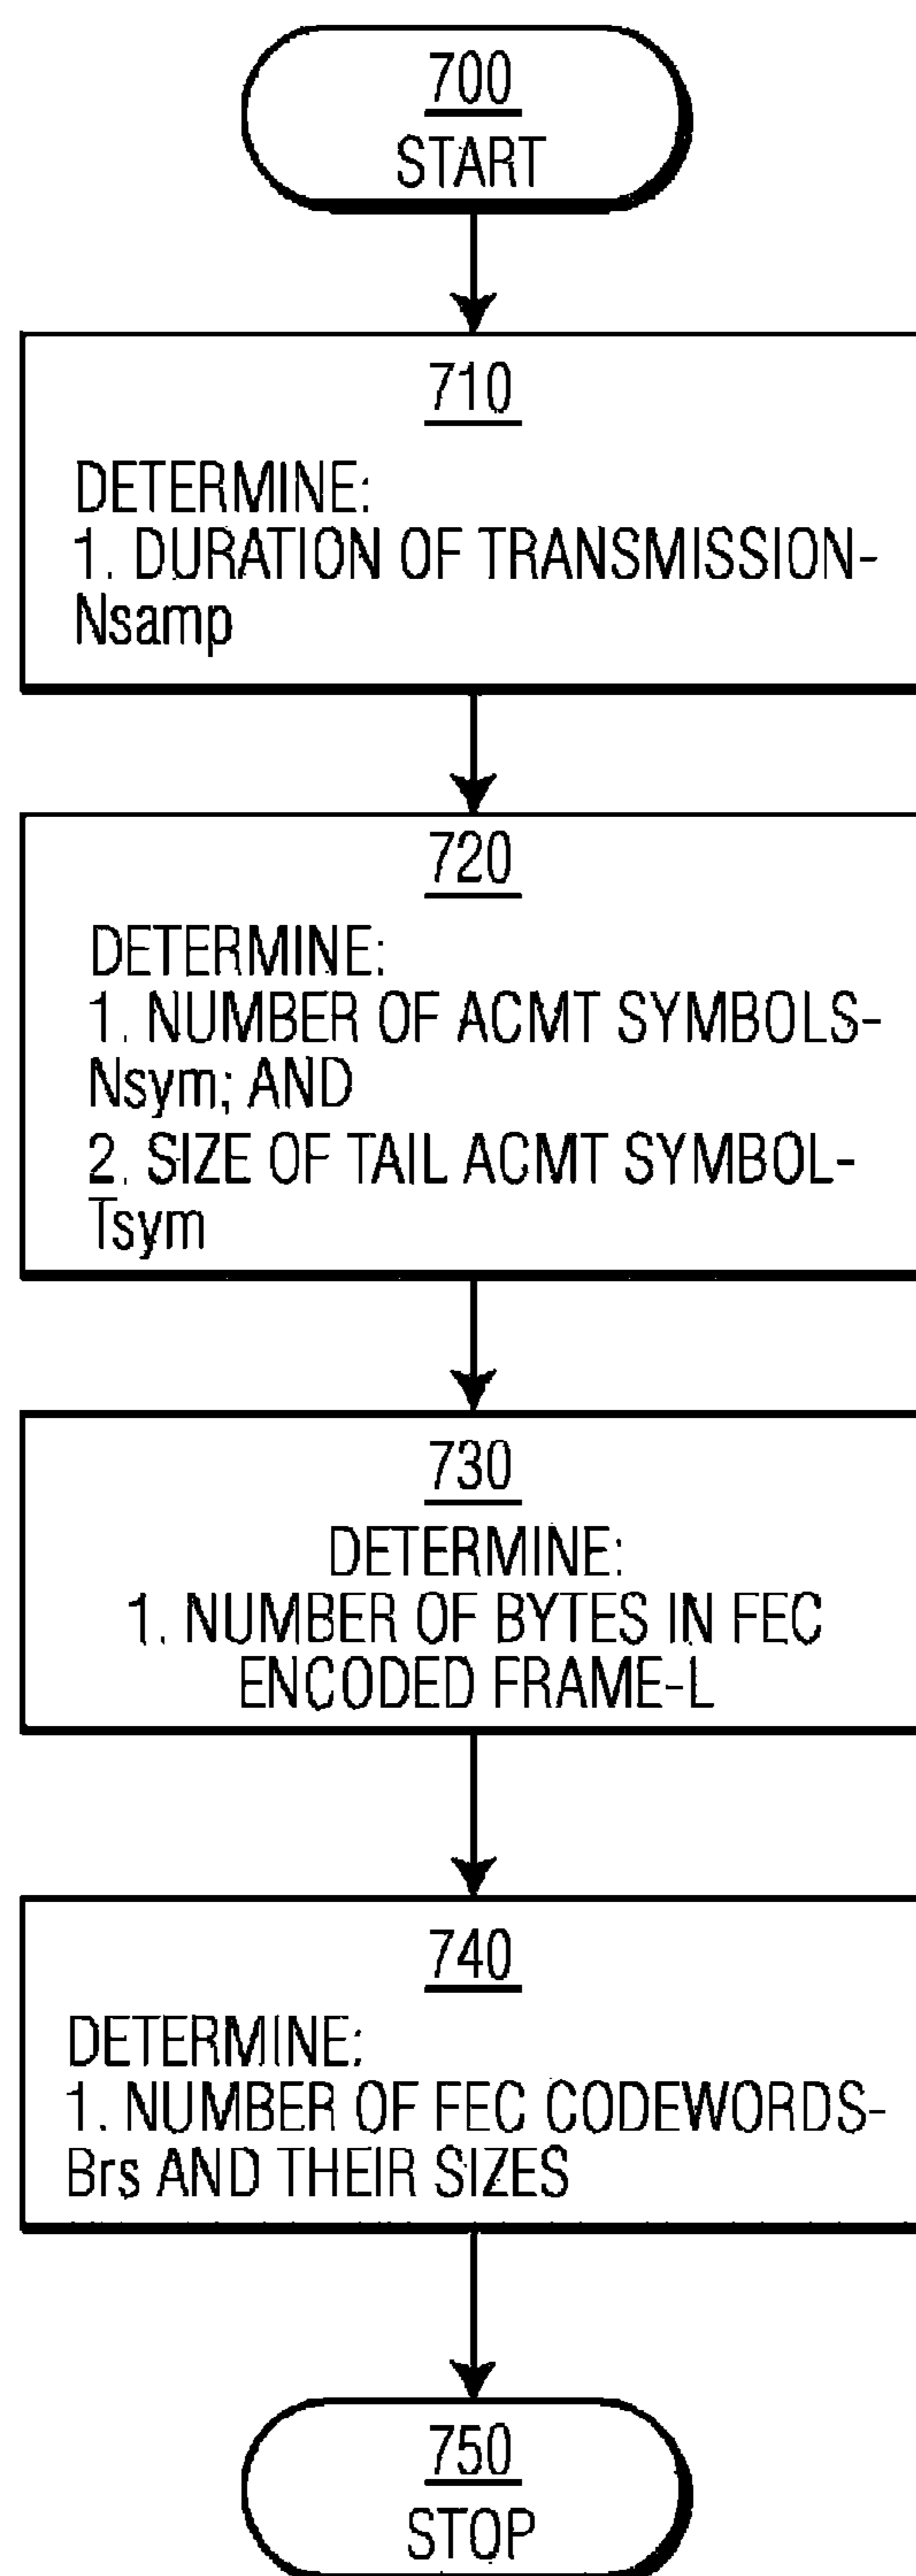 700
START
710
DETERMINE:
1. DURATION OF TRANSMISSION-
Nsamp
720
DETERMINE:
1. NUMBER OF ACMT SYMBOLS-
Nsym; AND
2. SIZE OF TAIL ACMT SYMBOL-
Tsym
730
DETERMINE:
1. NUMBER OF BYTES IN FEC
ENCODED FRAME-L
740
DETERMINE:
1. NUMBER OF FEC CODEWORDS-
Brs AND THEIR SIZES
750
STOP